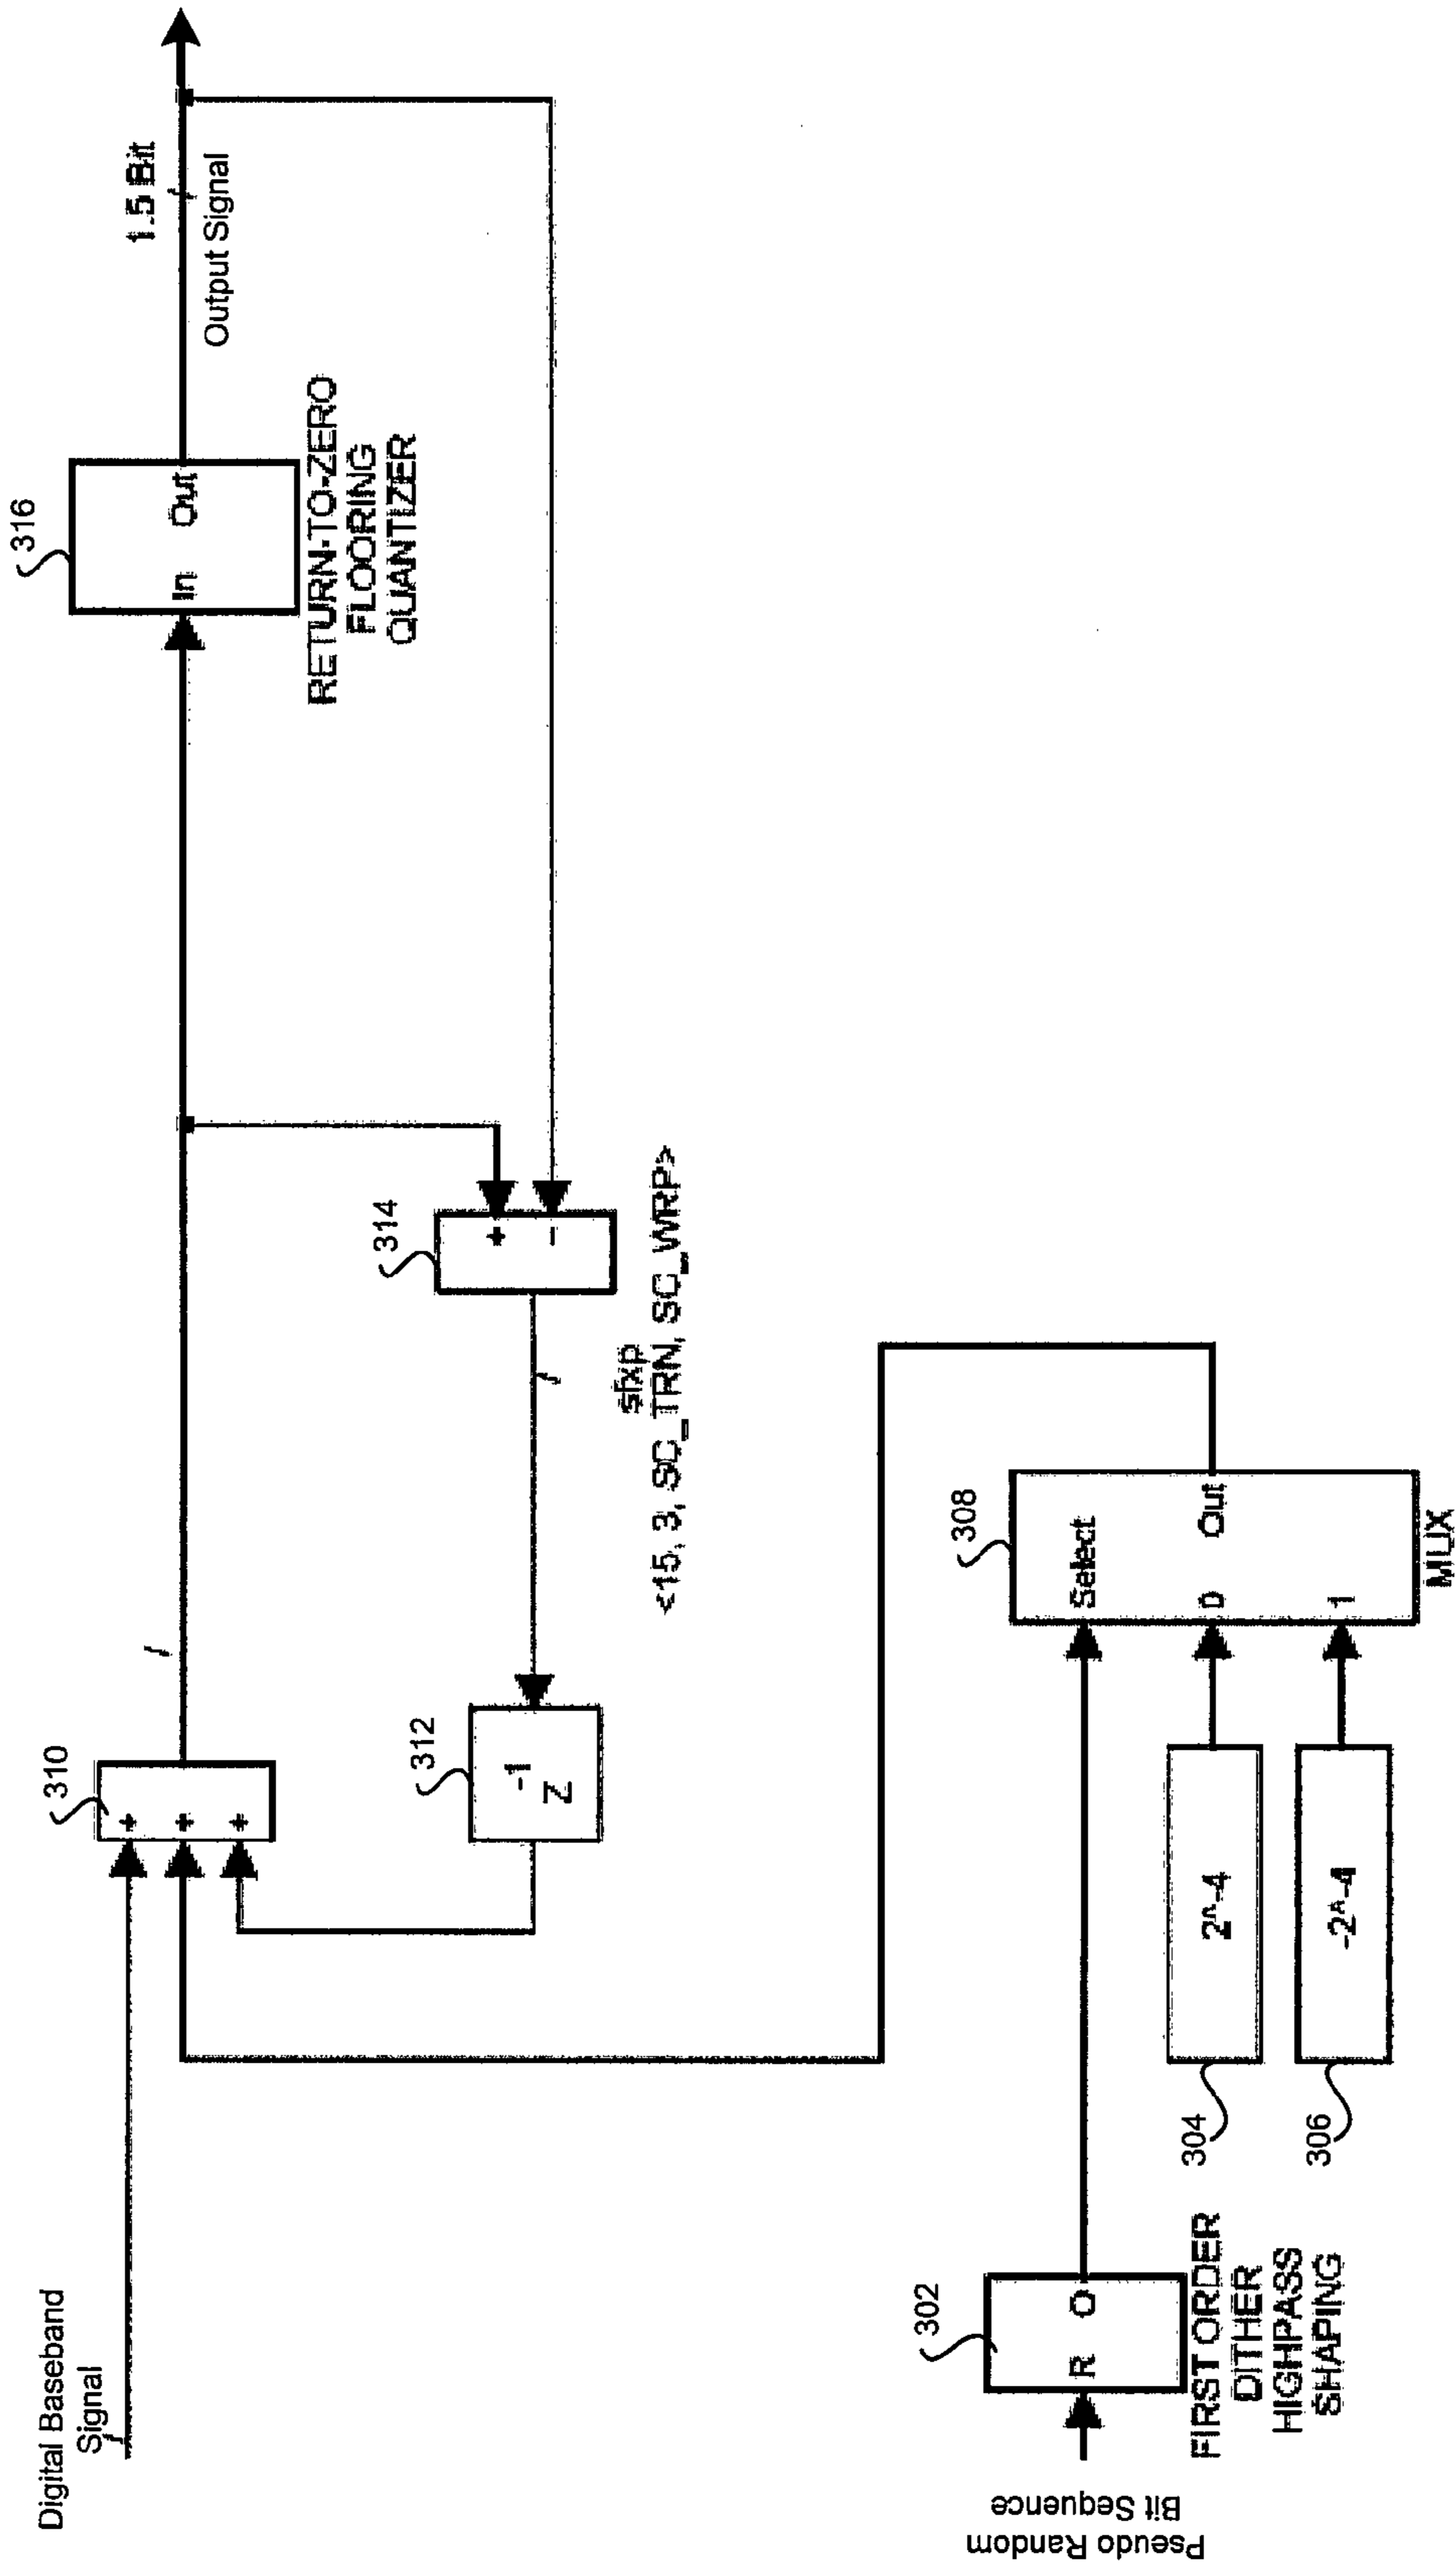 Digital Baseband
Signal
310
316
In Out
RETURN-TO-ZERO
FLOORING
QUANTIZER
1.5 Bit
Output Signal
+
+
+
312
Z -1
314
+
-
sfxp
<15, 3, SC_TRN, SC_WRP>
Pseudo Random
Bit Sequence
302
R O
FIRST ORDER
DITHER
HIGHPASS
SHAPING
304
2^-4
306
-2^-4
308
Select
0 Out
1
MUX